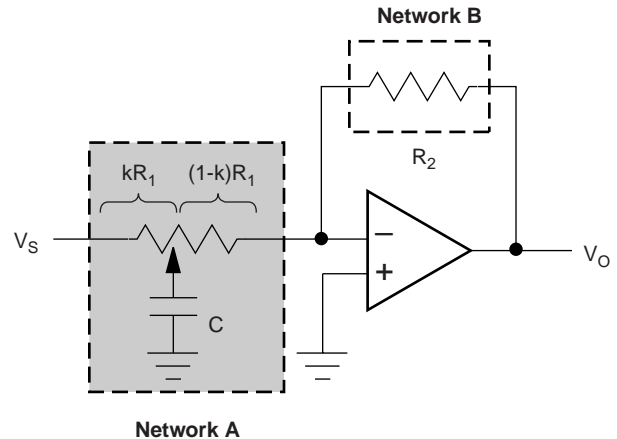 Network B
R2
kR1 (1-k)R1
VS
−
+
VO
C
Network A